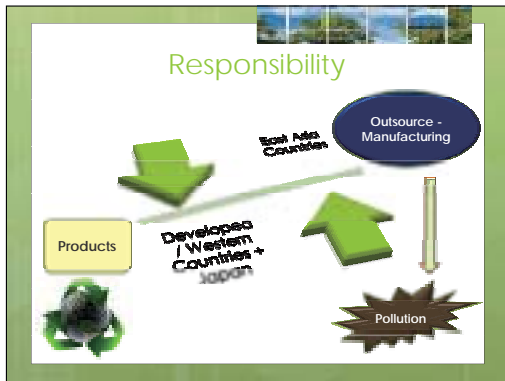 Responsibility
Outsource -
Manufacturing
East Asia
Countries
Developed
/ Western
Countries +
Japan
Products
Pollution